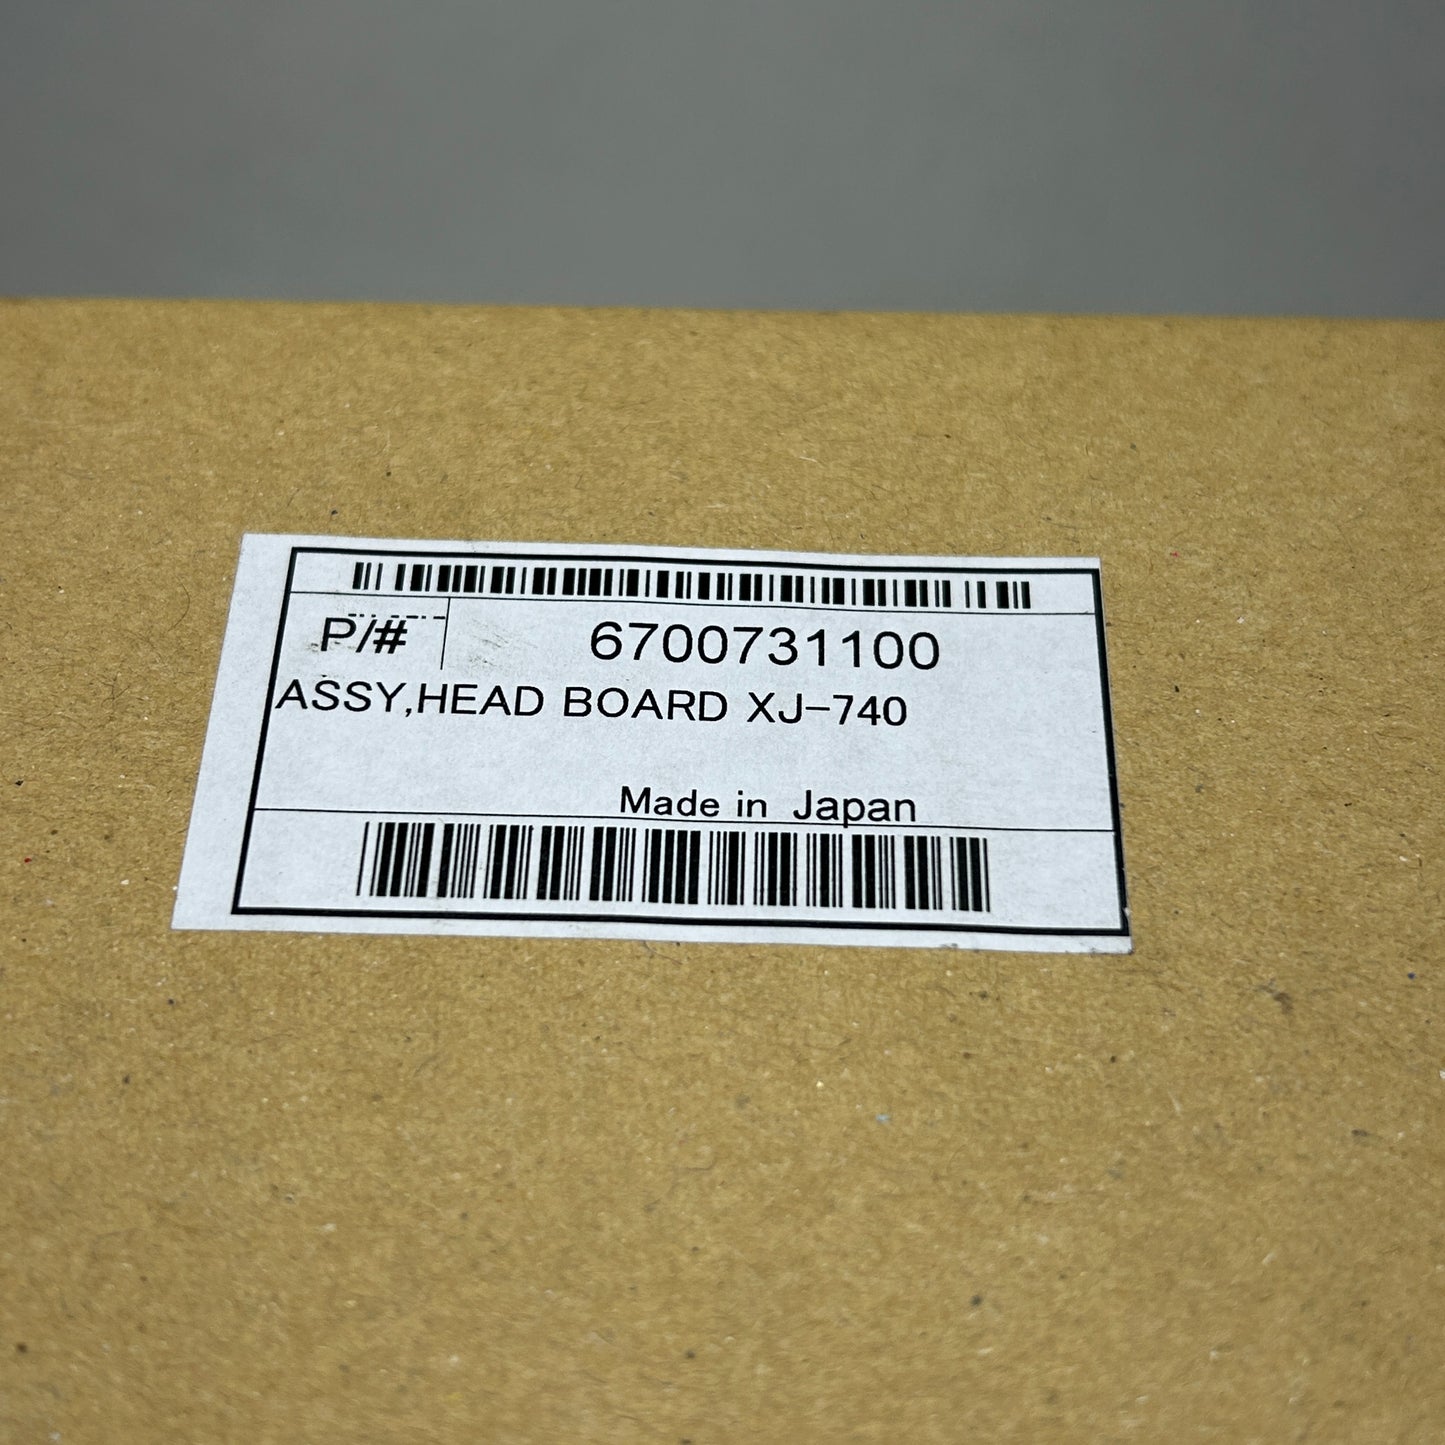 P/# 6700731100
ASSY,HEAD BOARD XJ-740
Made in Japan